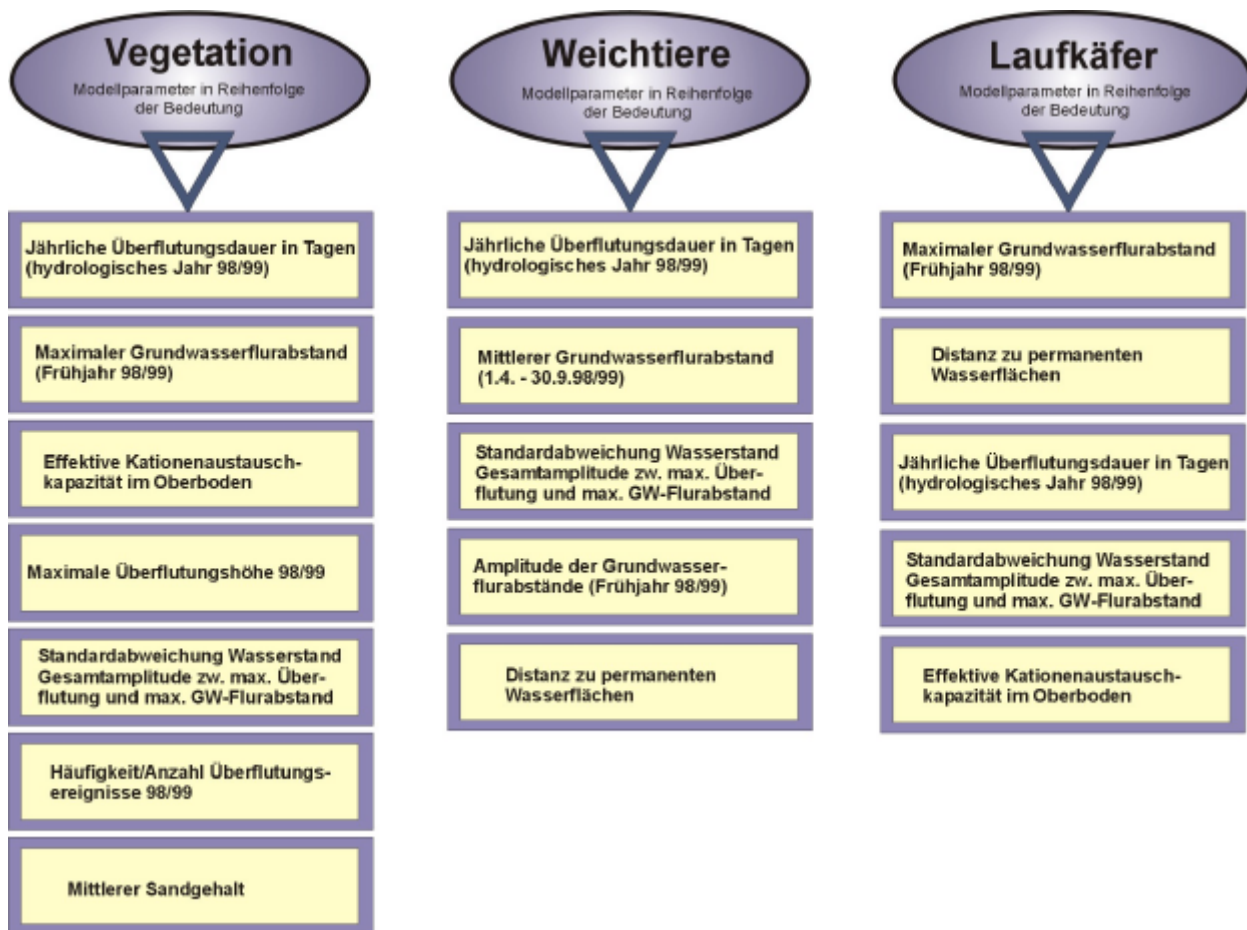 Vegetation
Modellparameter in Reihenfolge
der Bedeutung
Jährliche Überflutungsdauer in Tagen
(hydrologisches Jahr 98/99)
Maximaler Grundwasserflurabstand
(Frühjahr 98/99)
Effektive Kationenaustausch-
kapazität im Oberboden
Maximale Überflutungshöhe 98/99
Standardabweichung Wasserstand
Gesamtamplitude zw. max. Über-
flutung und max. GW-Flurabstand
Häufigkeit/Anzahl Überflutungs-
ereignisse 98/99
Mittlerer Sandgehalt
Weichtiere
Modellparameter in Reihenfolge
der Bedeutung
Jährliche Überflutungsdauer in Tagen
(hydrologisches Jahr 98/99)
Mittlerer Grundwasserflurabstand
(1.4. - 30.9.98/99)
Standardabweichung Wasserstand
Gesamtamplitude zw. max. Über-
flutung und max. GW-Flurabstand
Amplitude der Grundwasser-
flurabstände (Frühjahr 98/99)
Distanz zu permanenten
Wasserflächen
Laufkäfer
Modellparameter in Reihenfolge
der Bedeutung
Maximaler Grundwasserflurabstand
(Frühjahr 98/99)
Distanz zu permanenten
Wasserflächen
Jährliche Überflutungsdauer in Tagen
(hydrologisches Jahr 98/99)
Standardabweichung Wasserstand
Gesamtamplitude zw. max. Über-
flutung und max. GW-Flurabstand
Effektive Kationenaustausch-
kapazität im Oberboden